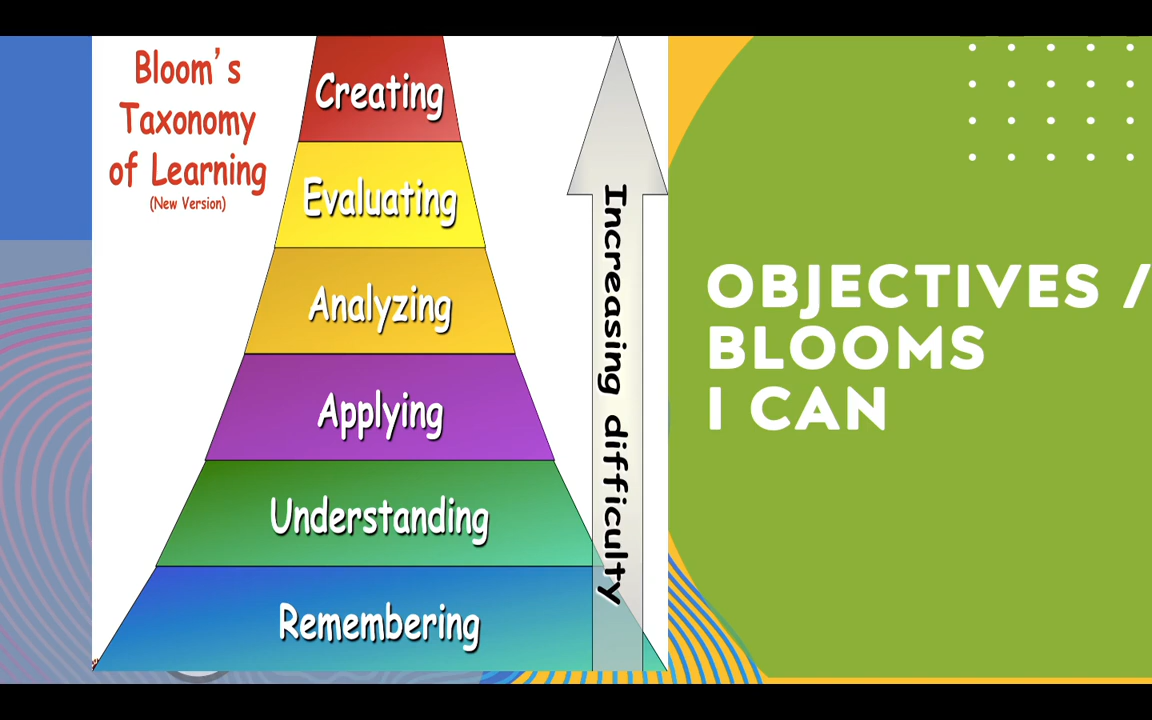 Bloom's
Taxonomy
of Learning
(New Version)
Creating
Evaluating
Analyzing
Applying
Understanding
Remembering
Increasing difficulty
OBJECTIVES /
BLOOMS
I CAN